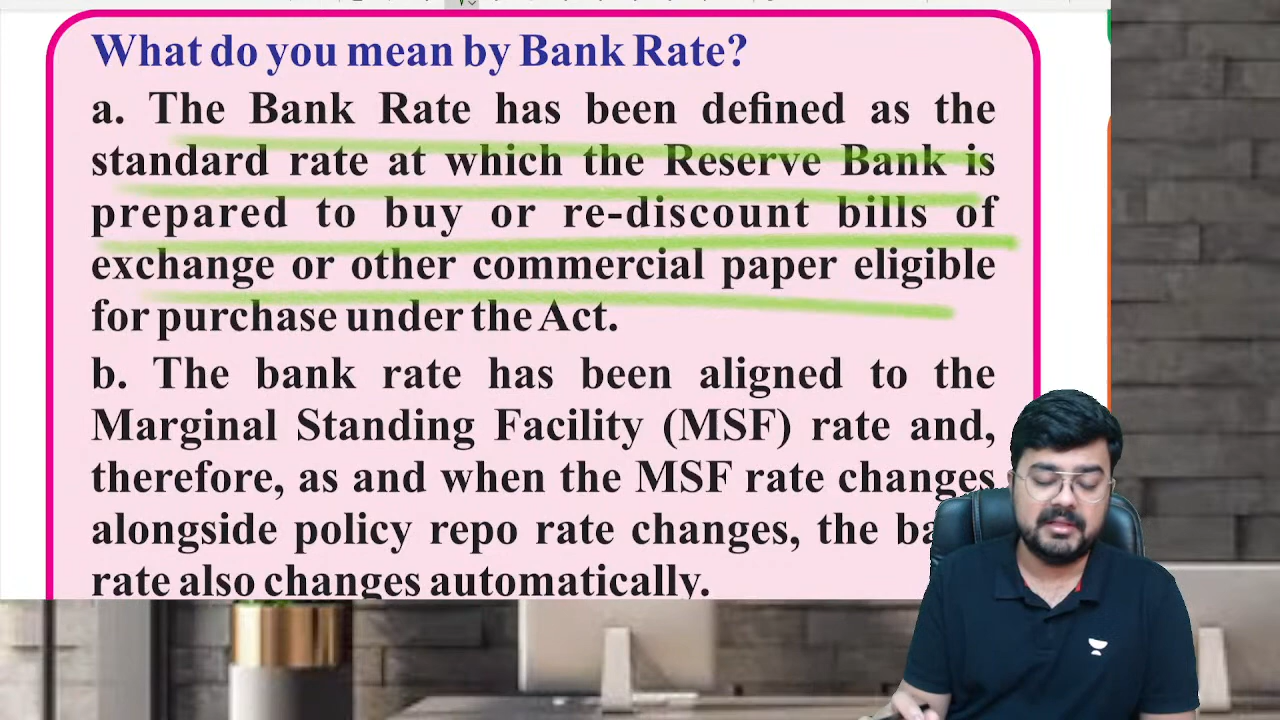 What do you mean by Bank Rate?
a. The Bank Rate has been defined as the
standard rate at which the Reserve Bank is
prepared to buy or re-discount bills of
exchange or other commercial paper eligible
for purchase under the Act.
b. The bank rate has been aligned to the
Marginal Standing Facility (MSF) rate and,
therefore, as and when the MSF rate changes
alongside policy repo rate changes, the
rate also changes automatically.